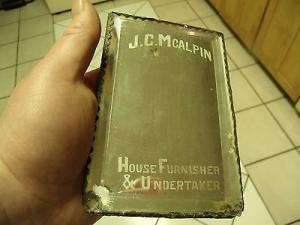 J.C. McALPIN
HOUSE FURNISHER
& UNDERTAKER